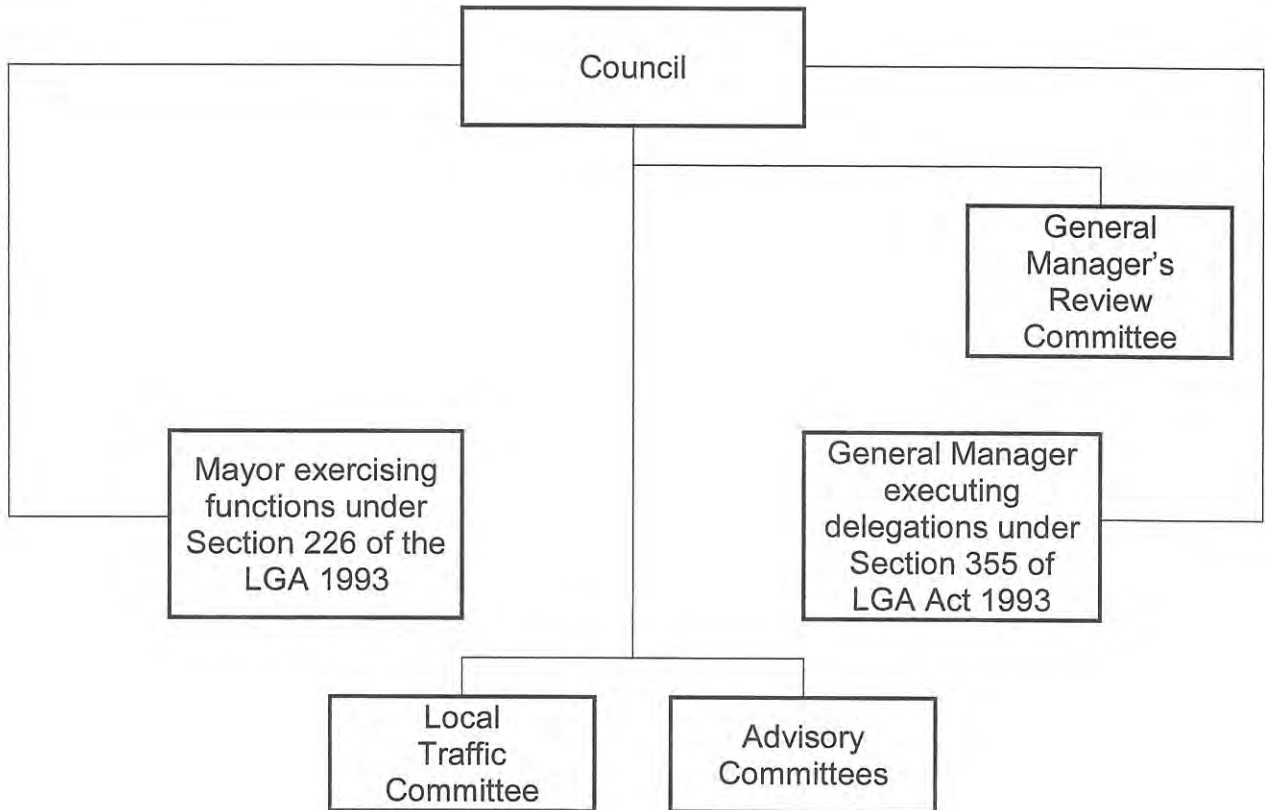 Council
General
Manager's
Review
Committee
Mayor exercising
functions under
Section 226 of the
LGA 1993
General Manager
executing
delegations under
Section 355 of
LGA Act 1993
Local
Traffic
Committee
Advisory
Committees